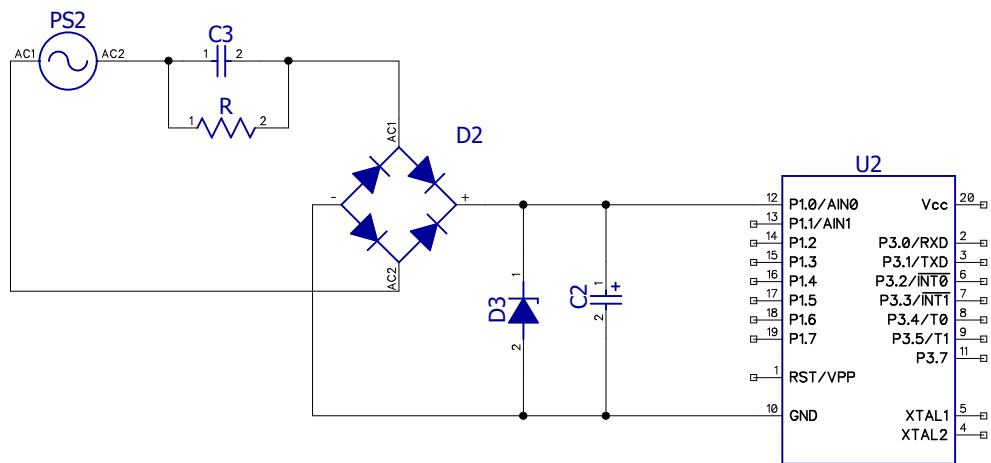 PS2
AC1
AC2
C3
1 2
R
1 2
AC1
D2
-
+
AC2
1
D3
2
1
+
C2
2
U2
12 P1.0/AIN0
13 P1.1/AIN1
14 P1.2
15 P1.3
16 P1.4
17 P1.5
18 P1.6
19 P1.7
1 RST/VPP
10 GND
Vcc 20
P3.0/RXD 2
P3.1/TXD 3
P3.2/INT0 6
P3.3/INT1 7
P3.4/T0 8
P3.5/T1 9
P3.7 11
XTAL1 5
XTAL2 4